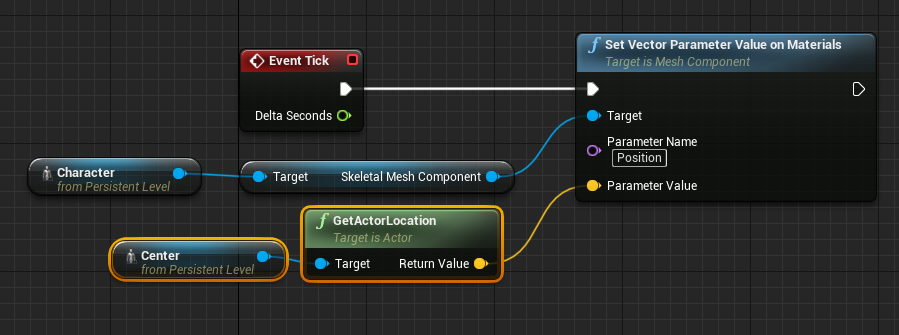 Event Tick
Delta Seconds
f Set Vector Parameter Value on Materials
Target is Mesh Component
Target
Parameter Name
Position
Parameter Value
Character
from Persistent Level
Target Skeletal Mesh Component
f GetActorLocation
Target is Actor
Target Return Value
Center
from Persistent Level